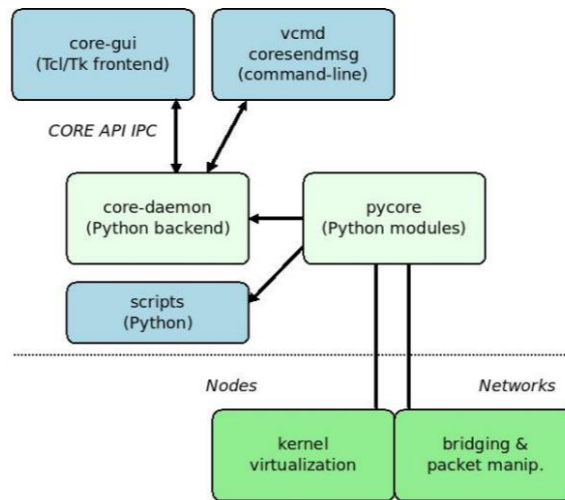 core-gui
(Tcl/Tk frontend)
vcmd
coresendmsg
(command-line)
CORE API IPC
core-daemon
(Python backend)
pycore
(Python modules)
scripts
(Python)
Nodes
Networks
kernel
virtualization
bridging &
packet manip.